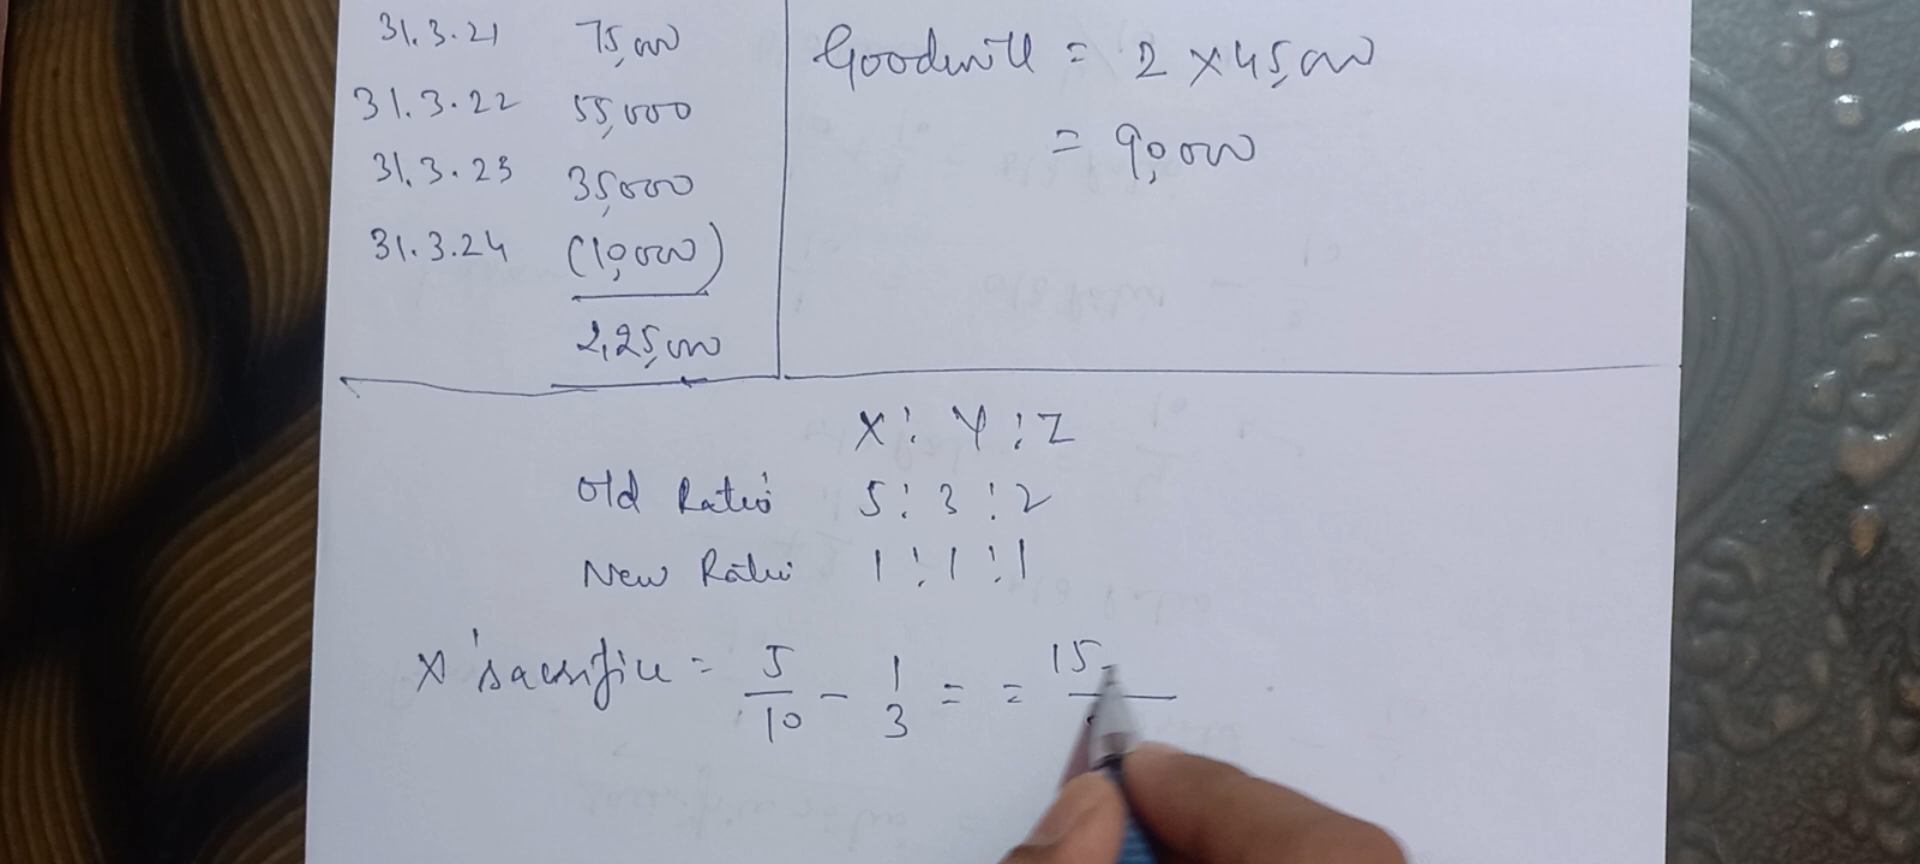 31.3.21 75,000
31.3.22 55,000
31.3.23 35,000
31.3.24 (10,000)
2,25,000
Goodwill = 2 × 45,000
= 90,000
X : Y : Z
Old Ratio 5 : 3 : 2
New Ratio 1 : 1 : 1
X's sacrifice = 5/10 - 1/3 = = 15-